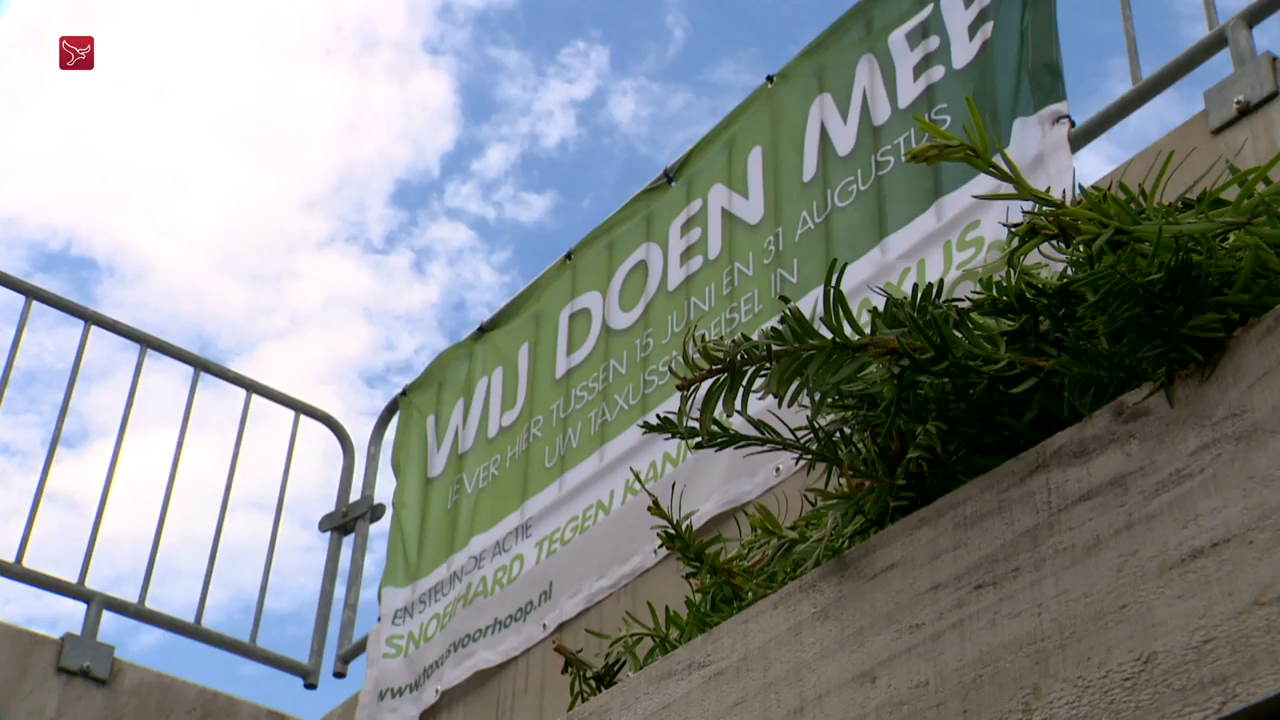 WIJ DOEN MEE
LEVER HIER TUSSEN 15 JUNI EN 31 AUGUSTUS
UW TAXUSSNOEISEL IN
EN STEUN DE ACTIE
SNOEIHARD TEGEN KANKER
www.taxusvoorhoop.nl
TAXUS